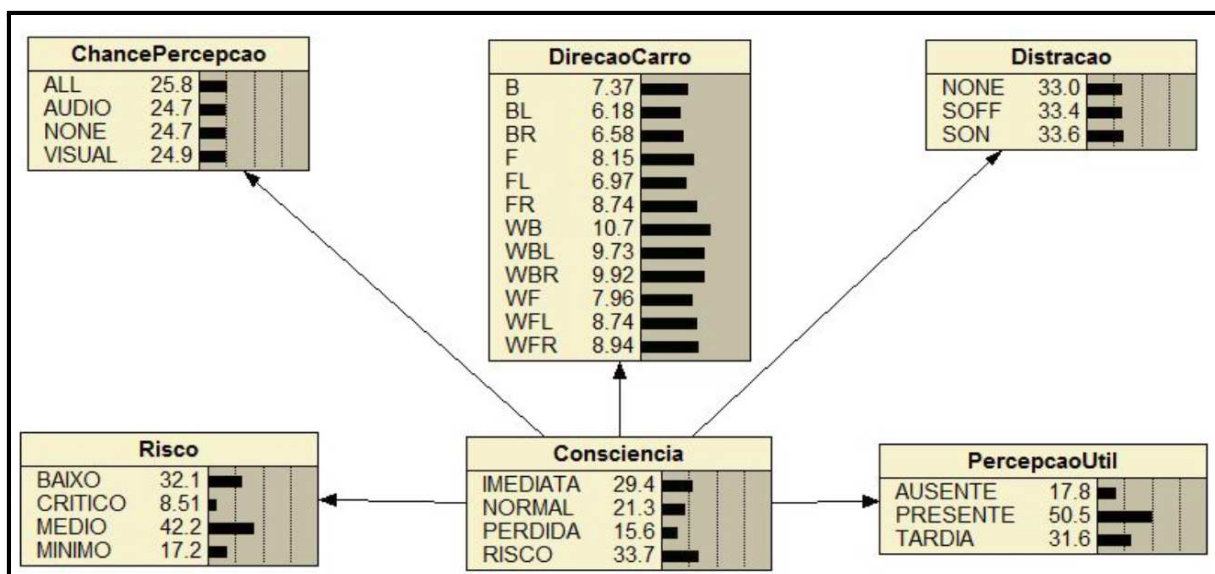 ChancePercepcao
ALL 25.8
AUDIO 24.7
NONE 24.7
VISUAL 24.9
DirecaoCarro
B 7.37
BL 6.18
BR 6.58
F 8.15
FL 6.97
FR 8.74
WB 10.7
WBL 9.73
WBR 9.92
WF 7.96
WFL 8.74
WFR 8.94
Distracao
NONE 33.0
SOFF 33.4
SON 33.6
Risco
BAIXO 32.1
CRITICO 8.51
MEDIO 42.2
MINIMO 17.2
Consciencia
IMEDIATA 29.4
NORMAL 21.3
PERDIDA 15.6
RISCO 33.7
PercepcaoUtil
AUSENTE 17.8
PRESENTE 50.5
TARDIA 31.6